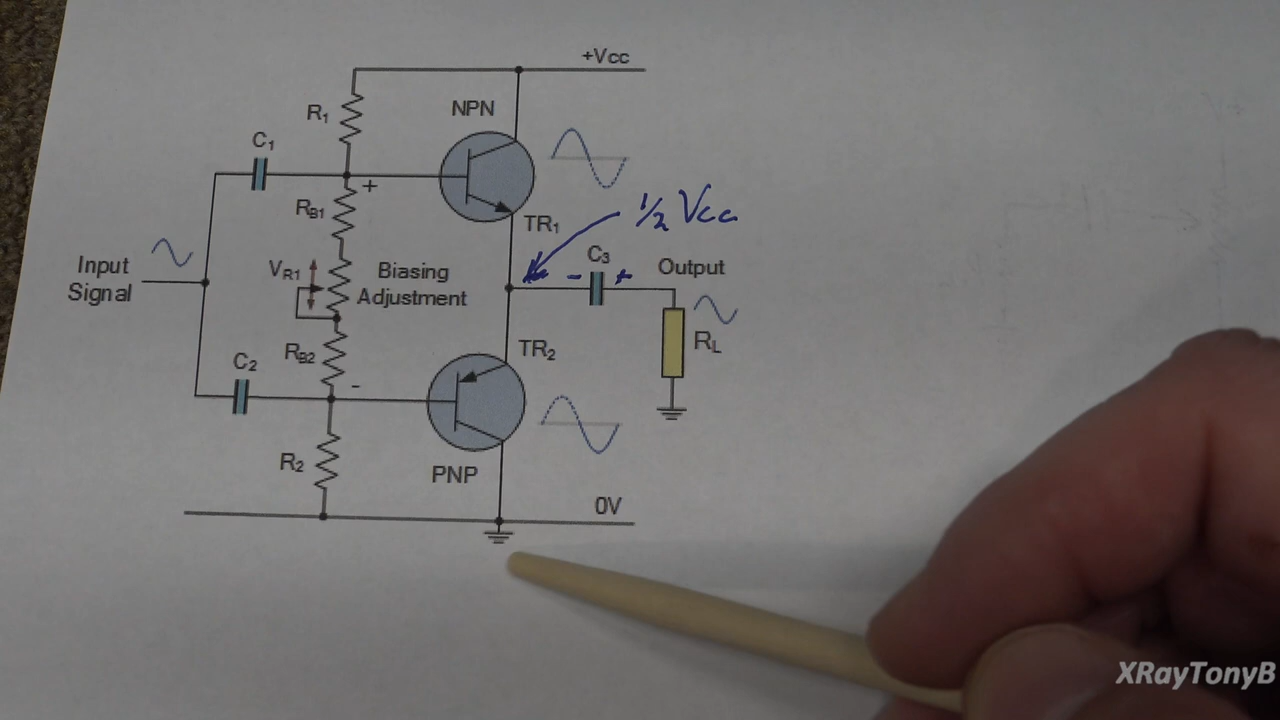 +Vcc
R1
NPN
C1
+
RB1
TR1
½ Vcc
Input
Signal
VR1
Biasing
Adjustment
C3
- +
Output
RL
RB2
TR2
C2
-
R2
PNP
0V
XRayTonyB